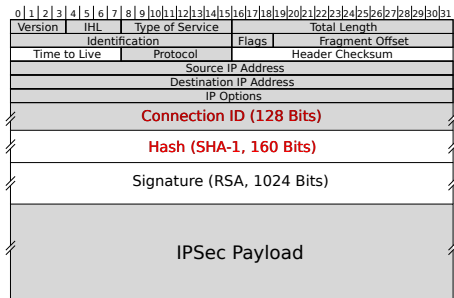 0 1 2 3 4 5 6 7 8 9 10 11 12 13 14 15 16 17 18 19 20 21 22 23 24 25 26 27 28 29 30 31
Version IHL Type of Service Total Length
Identification Flags Fragment Offset
Time to Live Protocol Header Checksum
Source IP Address
Destination IP Address
IP Options
Connection ID (128 Bits)
Hash (SHA-1, 160 Bits)
Signature (RSA, 1024 Bits)
IPSec Payload